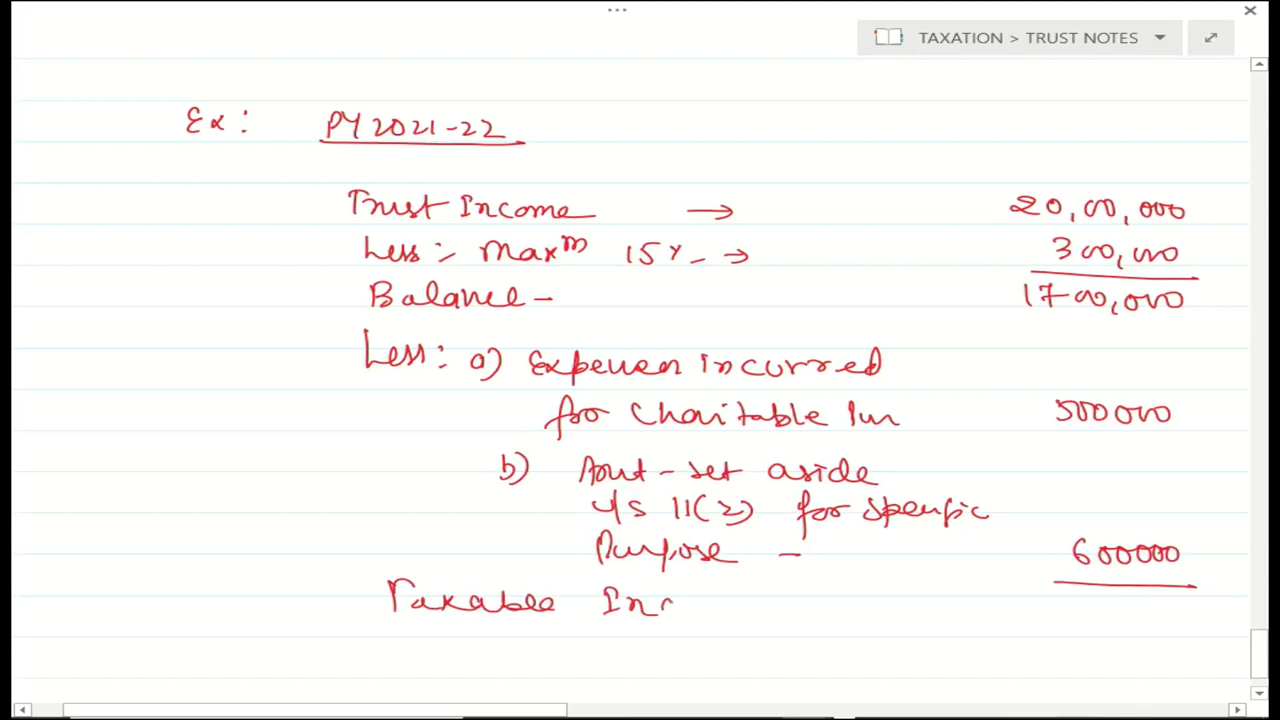 TAXATION > TRUST NOTES
Ex: PY 2021-22
Trust Income → 20,00,000
Less:- Maxm 15%- → 300,000
Balance - 1700,000
Less: a) Expenses incurred
for Charitable 500000
b) Amt-set aside
u/s 11(2) for specific
Purpose - 600000
Taxable Inc